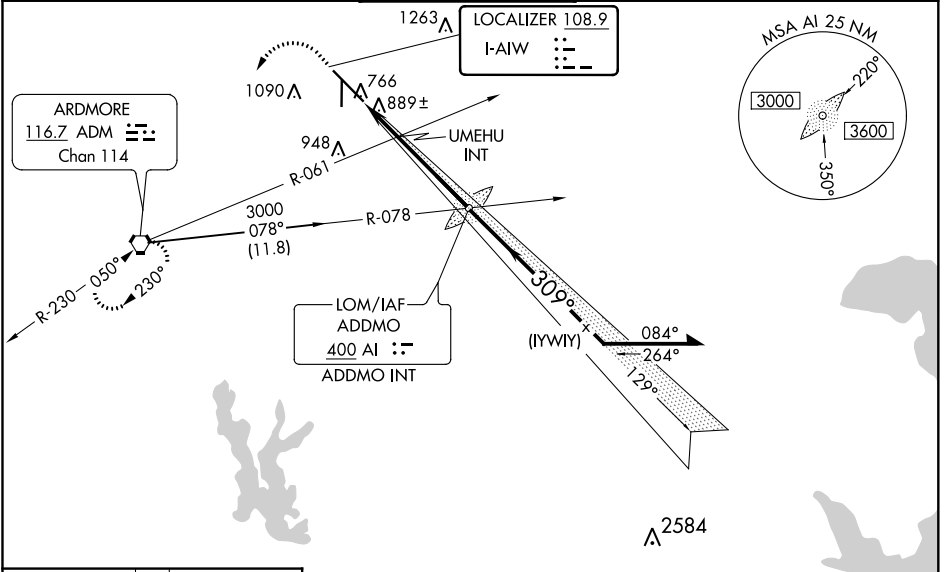 1263
LOCALIZER 108.9
I-AIW
MSA AI 25 NM
220°
3000
3600
350°
1090
766
889±
ARDMORE
116.7 ADM
Chan 114
948
UMEHU
INT
R-061
3000
078°
(11.8)
R-078
R-230
050°
230°
LOM/IAF
ADDMO
400 AI
ADDMO INT
309°
(IYWIY)
084°
264°
129°
2584